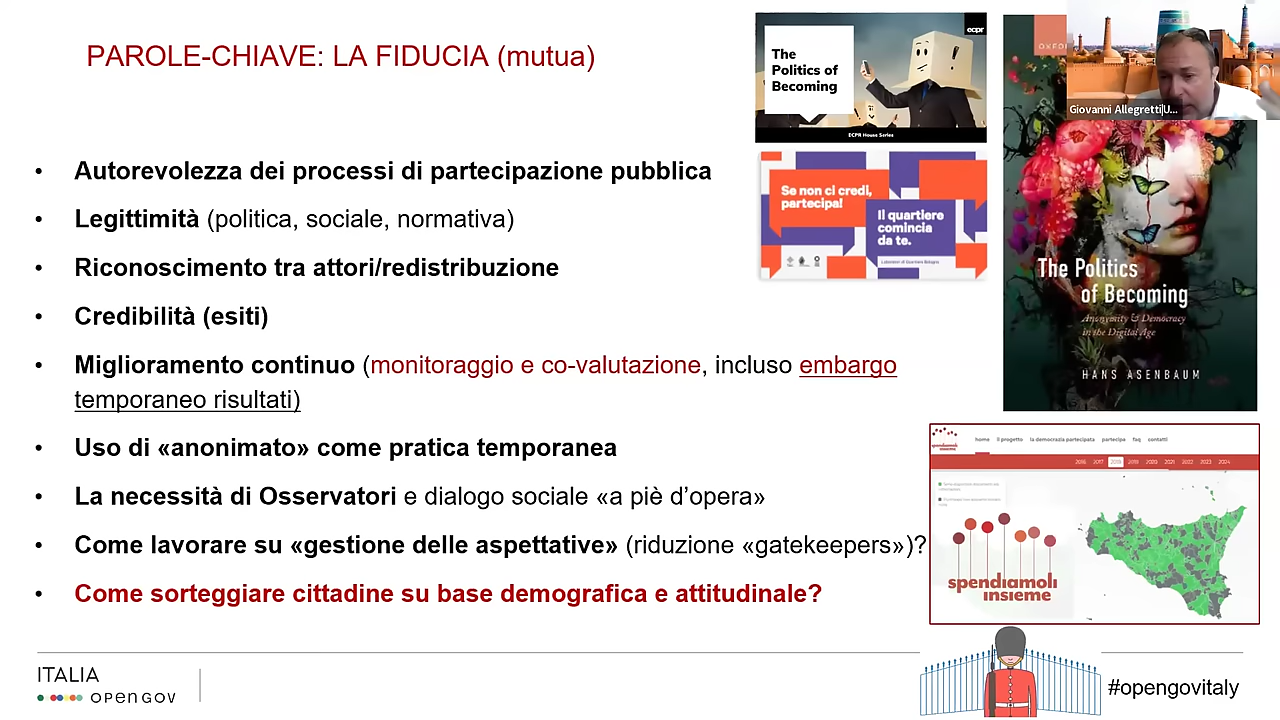 PAROLE-CHIAVE: LA FIDUCIA (mutua)
• Autorevolezza dei processi di partecipazione pubblica
• Legittimità (politica, sociale, normativa)
• Riconoscimento tra attori/redistribuzione
• Credibilità (esiti)
• Miglioramento continuo (monitoraggio e co-valutazione, incluso embargo
temporaneo risultati)
• Uso di «anonimato» come pratica temporanea
• La necessità di Osservatori e dialogo sociale «a piè d’opera»
• Come lavorare su «gestione delle aspettative» (riduzione «gatekeepers»)?
• Come sorteggiare cittadine su base demografica e attitudinale?
ecpr
The
Politics of
Becoming
ECPR House Series
Se non ci credi,
partecipa!
Il quartiere
comincia
da te.
Laboratori di Quartiere Bologna
Giovanni Allegretti|U...
The Politics
of Becoming
Anonymity & Democracy
in the Digital Age
HANS ASENBAUM
home il progetto la democrazia partecipata partecipa faq contatti
2016 2017 2018 2019 2020 2021 2022 2023 2024
spendiamoli
insieme
ITALIA
OPEN GOV
#opengovitaly